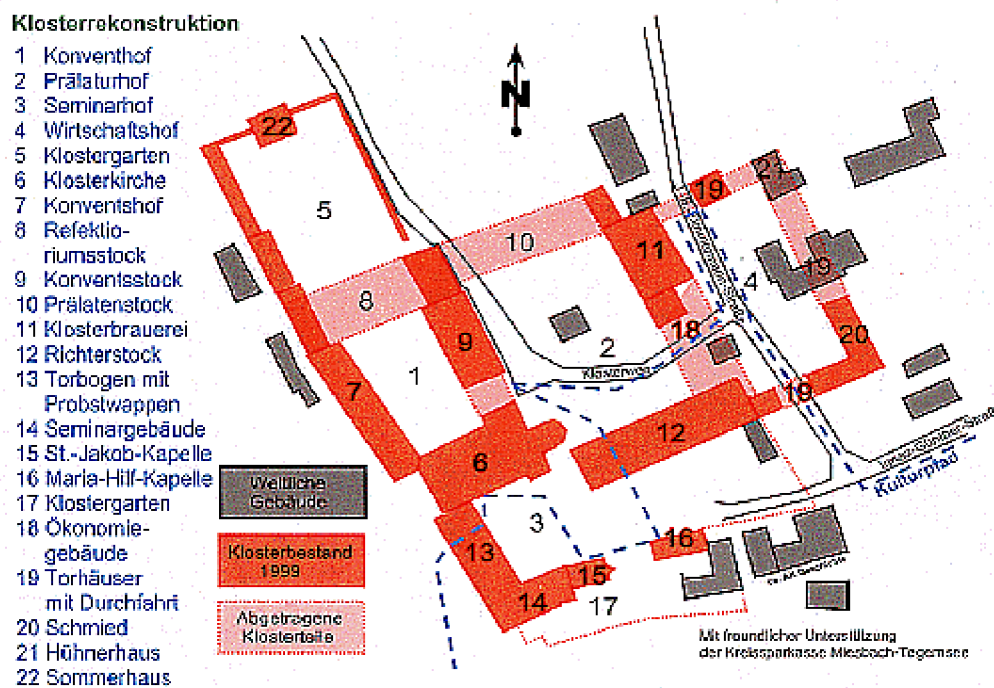 Klosterrekonstruktion
1 Konventhof
2 Prälaturhof
3 Seminarhof
4 Wirtschaftshof
5 Klostergarten
6 Klosterkirche
7 Konventshof
8 Refektio-
riumsstock
9 Konventsstock
10 Prälatenstock
11 Klosterbrauerei
12 Richterstock
13 Torbogen mit
Probstwappen
14 Seminargebäude
15 St.-Jakob-Kapelle
16 Maria-Hilf-Kapelle
17 Klostergarten
18 Ökonomie-
gebäude
19 Torhäuser
mit Durchfahrt
20 Schmied
21 Hühnerhaus
22 Sommerhaus
Weltliche
Gebäude
Klosterbestand
1999
Abgetragene
Klosterteile
N
22
5
10
8
9
1
7
2
Klosterweg
11
19
21
4
19
18
20
19
12
6
3
13
14
15
16
17
Kulturpfad
Mit freundlicher Unterstützung
der Kreissparkasse Miesbach-Tegernsee